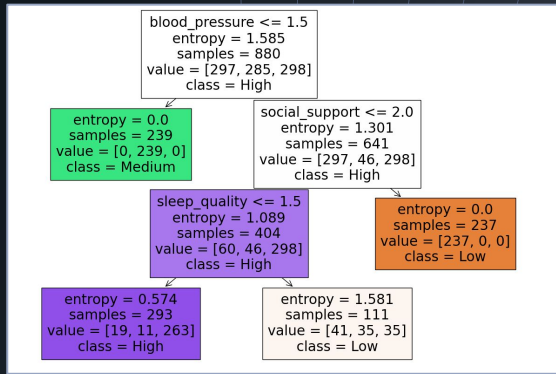 blood_pressure <= 1.5
entropy = 1.585
samples = 880
value = [297, 285, 298]
class = High
entropy = 0.0
samples = 239
value = [0, 239, 0]
class = Medium
social_support <= 2.0
entropy = 1.301
samples = 641
value = [297, 46, 298]
class = High
sleep_quality <= 1.5
entropy = 1.089
samples = 404
value = [60, 46, 298]
class = High
entropy = 0.0
samples = 237
value = [237, 0, 0]
class = Low
entropy = 0.574
samples = 293
value = [19, 11, 263]
class = High
entropy = 1.581
samples = 111
value = [41, 35, 35]
class = Low